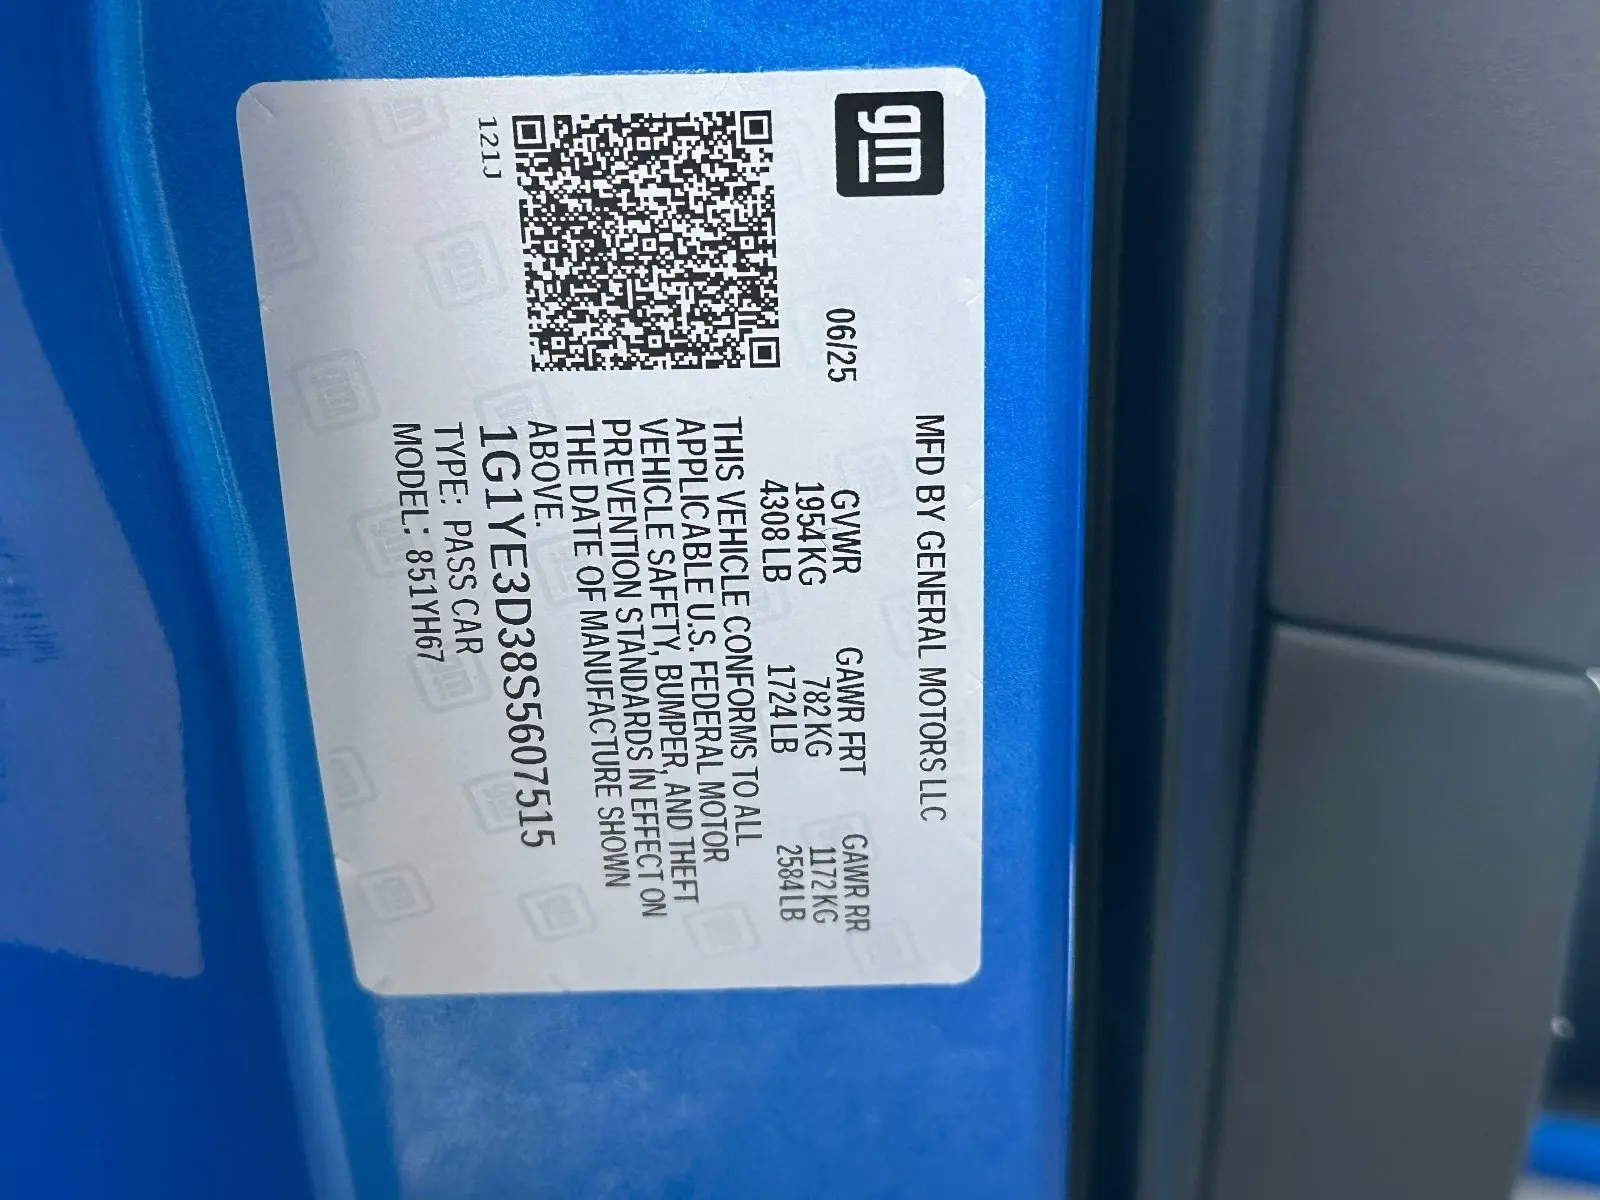 gm
MFD BY GENERAL MOTORS LLC
06/25
GVWR GAWR FRT GAWR RR
1954KG 782KG 1172KG
4308LB 1724LB 2584LB
THIS VEHICLE CONFORMS TO ALL
APPLICABLE U.S. FEDERAL MOTOR
VEHICLE SAFETY, BUMPER, AND THEFT
PREVENTION STANDARDS IN EFFECT ON
THE DATE OF MANUFACTURE SHOWN
ABOVE.
1G1YE3D38S5607515
TYPE: PASS CAR
MODEL: 851YH67
121J